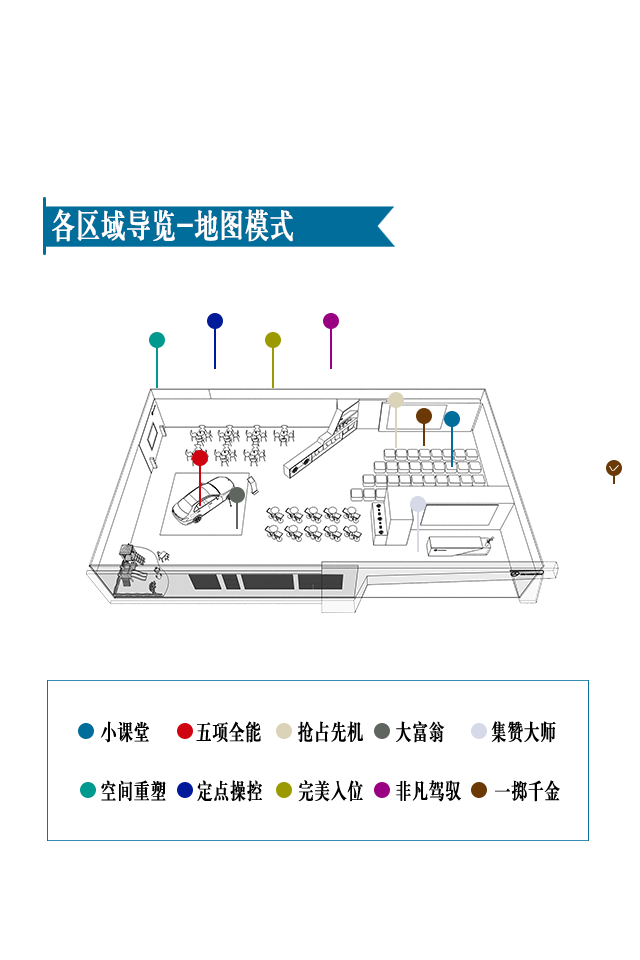 各区域导览-地图模式
小课堂 五项全能 抢占先机 大富翁 集赞大师
空间重塑 定点操控 完美入位 非凡驾驭 一掷千金